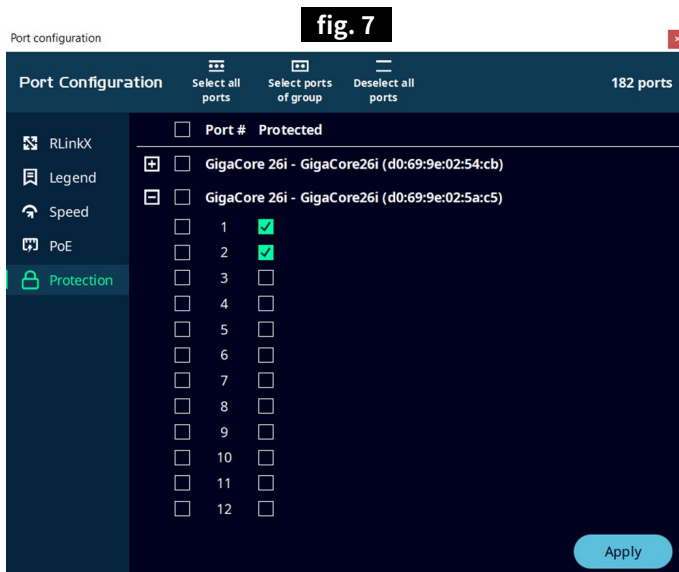 fig. 7
Port configuration
Port Configuration
Select all
ports
Select ports
of group
Deselect all
ports
182 ports
RLinkX
Legend
Speed
PoE
Protection
Port # Protected
GigaCore 26i - GigaCore26i (d0:69:9e:02:54:cb)
GigaCore 26i - GigaCore26i (d0:69:9e:02:5a:c5)
1
2
3
4
5
6
7
8
9
10
11
12
Apply